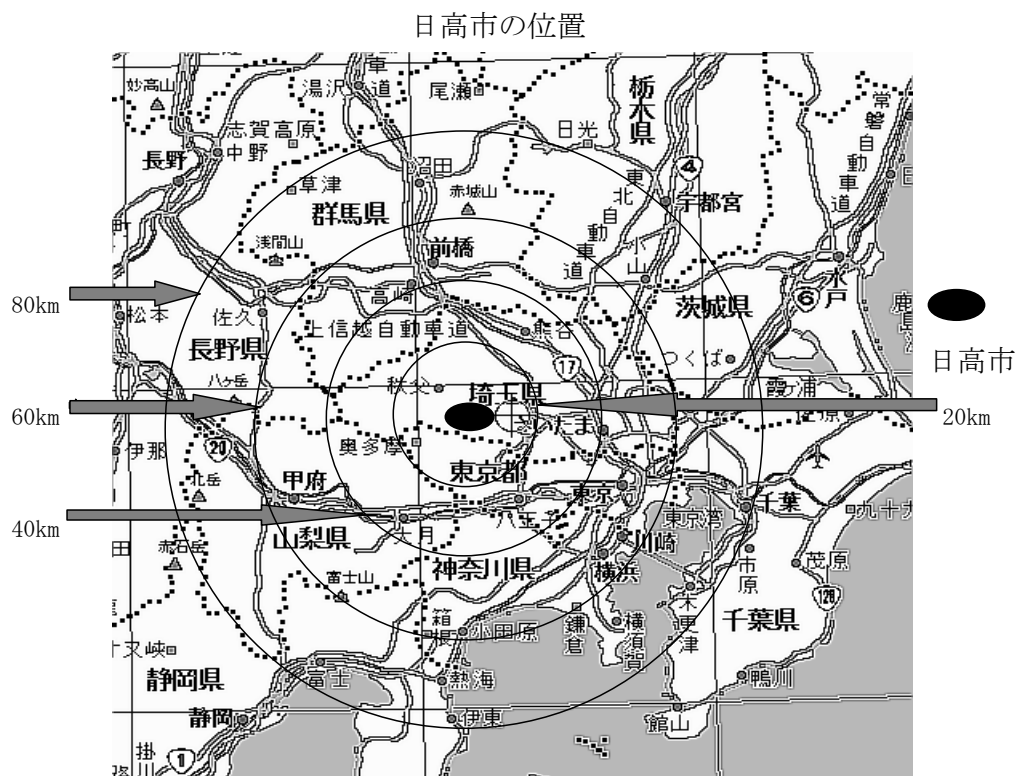 日高市の位置
妙高山
湯沢
車道
尾瀬
栃木県
常磐自動車道
志賀高原
中野
長野
日光
沼田
4
草津
赤城山
群馬県
東北自動車道
宇都宮
浅間山
前橋
小山
水戸
80km
高崎
茨城県
6
松本
佐久
上信越自動車道
熊谷
日高市
長野県
17
つくば
八ヶ岳
秩父
埼玉県
霞ヶ浦
60km
さいたま
20km
伊那
20
奥多摩
東京都
北岳
甲府
東京
千葉
八王子
東京湾
40km
山梨県
大月
川崎
赤石岳
神奈川県
横浜
市原
茂原
富士山
128
箱根
小田原
鎌倉
横須賀
木更津
千葉県
静岡県
富士
熱海
鴨川
静岡
伊東
館山
掛川
1